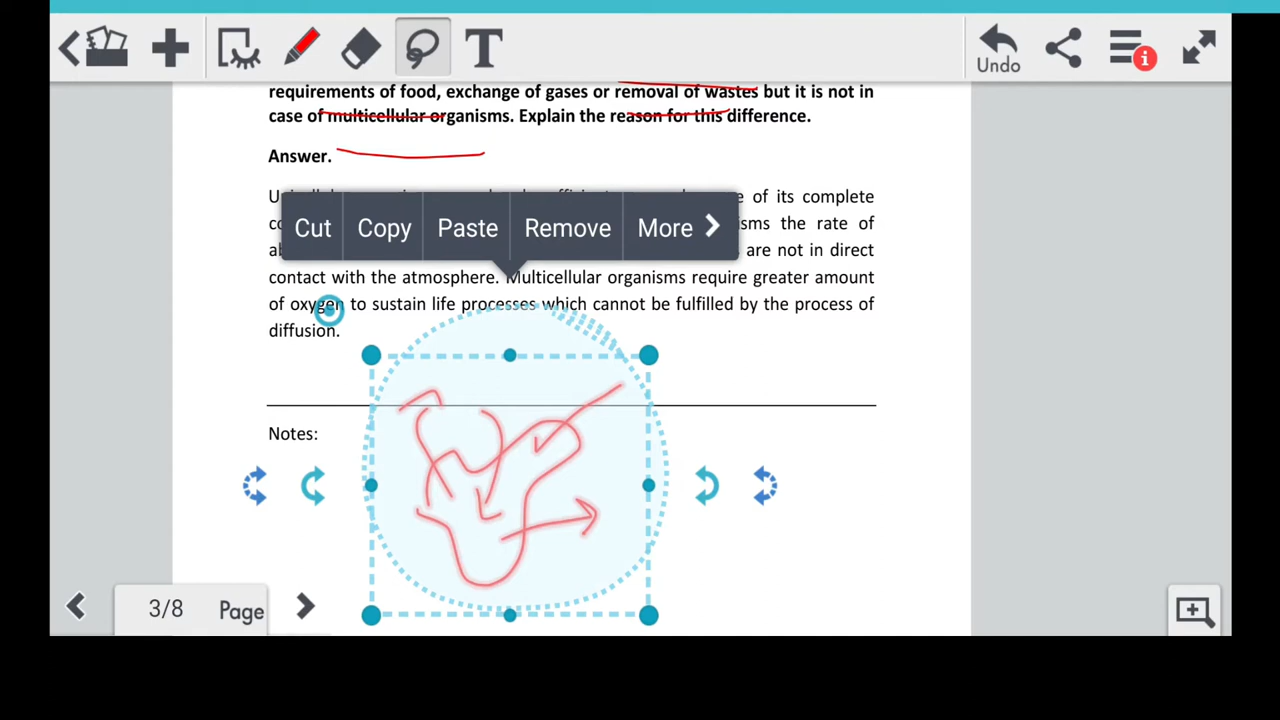 Undo
requirements of food, exchange of gases or removal of wastes but it is not in
case of multicellular organisms. Explain the reason for this difference.
Answer.
of its complete
Cut Copy Paste Remove More
the rate of
are not in direct
contact with the atmosphere. Multicellular organisms require greater amount
of oxygen to sustain life processes which cannot be fulfilled by the process of
diffusion.
Notes:
3/8 Page